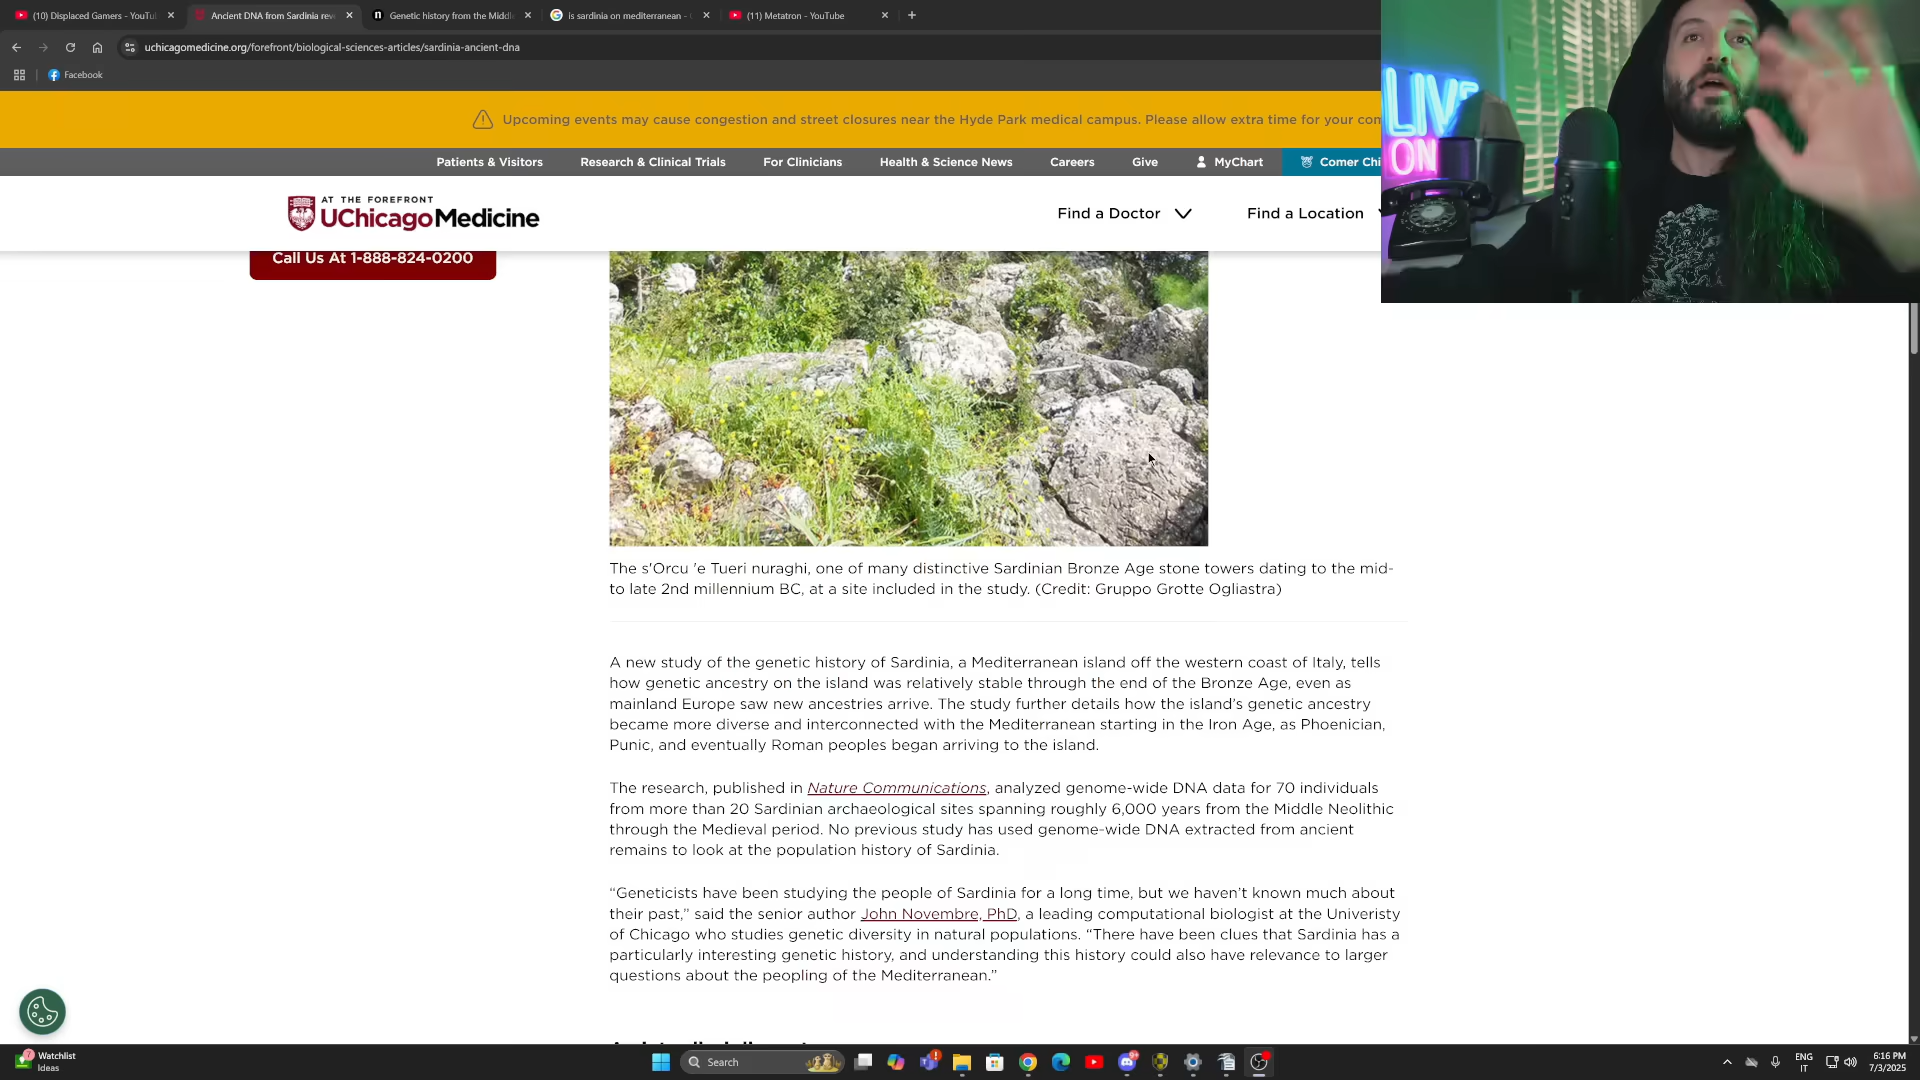 (10) Displaced Gamers - YouTu
Ancient DNA from Sardinia rev
Genetic history from the Middl
is sardinia on mediterranean -
(11) Metatron - YouTube
uchicagomedicine.org/forefront/biological-sciences-articles/sardinia-ancient-dna
Facebook
Upcoming events may cause congestion and street closures near the Hyde Park medical campus. Please allow extra time for your com
Patients & Visitors
Research & Clinical Trials
For Clinicians
Health & Science News
Careers
Give
MyChart
Comer Chi
AT THE FOREFRONT
UChicagoMedicine
Find a Doctor
Find a Location
LIVE
ON
Call Us At 1-888-824-0200
The s'Orcu 'e Tueri nuraghi, one of many distinctive Sardinian Bronze Age stone towers dating to the mid-
to late 2nd millennium BC, at a site included in the study. (Credit: Gruppo Grotte Ogliastra)
A new study of the genetic history of Sardinia, a Mediterranean island off the western coast of Italy, tells
how genetic ancestry on the island was relatively stable through the end of the Bronze Age, even as
mainland Europe saw new ancestries arrive. The study further details how the island's genetic ancestry
became more diverse and interconnected with the Mediterranean starting in the Iron Age, as Phoenician,
Punic, and eventually Roman peoples began arriving to the island.
The research, published in Nature Communications, analyzed genome-wide DNA data for 70 individuals
from more than 20 Sardinian archaeological sites spanning roughly 6,000 years from the Middle Neolithic
through the Medieval period. No previous study has used genome-wide DNA extracted from ancient
remains to look at the population history of Sardinia.
“Geneticists have been studying the people of Sardinia for a long time, but we haven’t known much about
their past,” said the senior author John Novembre, PhD, a leading computational biologist at the Univeristy
of Chicago who studies genetic diversity in natural populations. “There have been clues that Sardinia has a
particularly interesting genetic history, and understanding this history could also have relevance to larger
questions about the peopling of the Mediterranean.”
Watchlist
Ideas
Search
ENG
IT
6:16 PM
7/3/2025